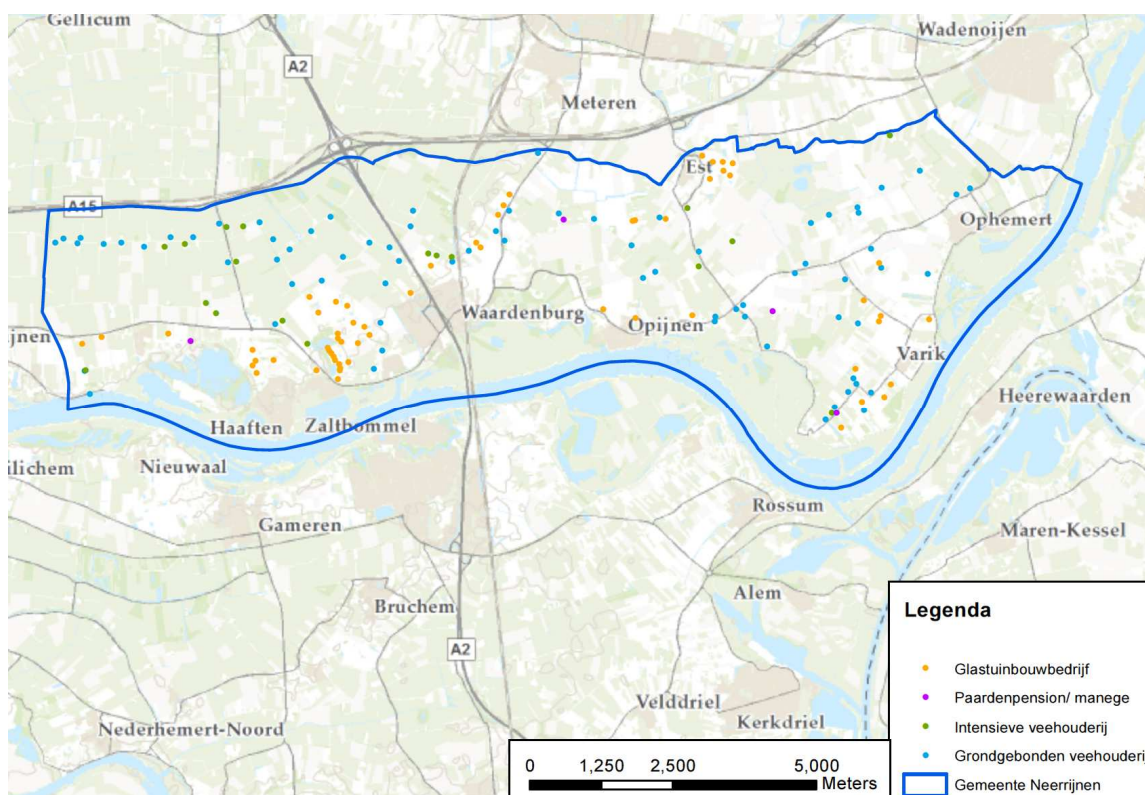 Gellicum
Wadenoijen
A2
Meteren
Est
A15
Ophemert
Waardenburg
Opijnen
jnen
Varik
Heerewaarden
Haaften
Zaltbommel
ilichem
Nieuwaal
Rossum
Gameren
Maren-Kessel
Alem
Bruchem
A2
Velddriel
Kerkdriel
Nederhemert-Noord
Legenda
Glastuinbouwbedrijf
Paardenpension/ manege
Intensieve veehouderij
Grondgebonden veehouderij
Gemeente Neerrijnen
0 1,250 2,500 5,000
Meters